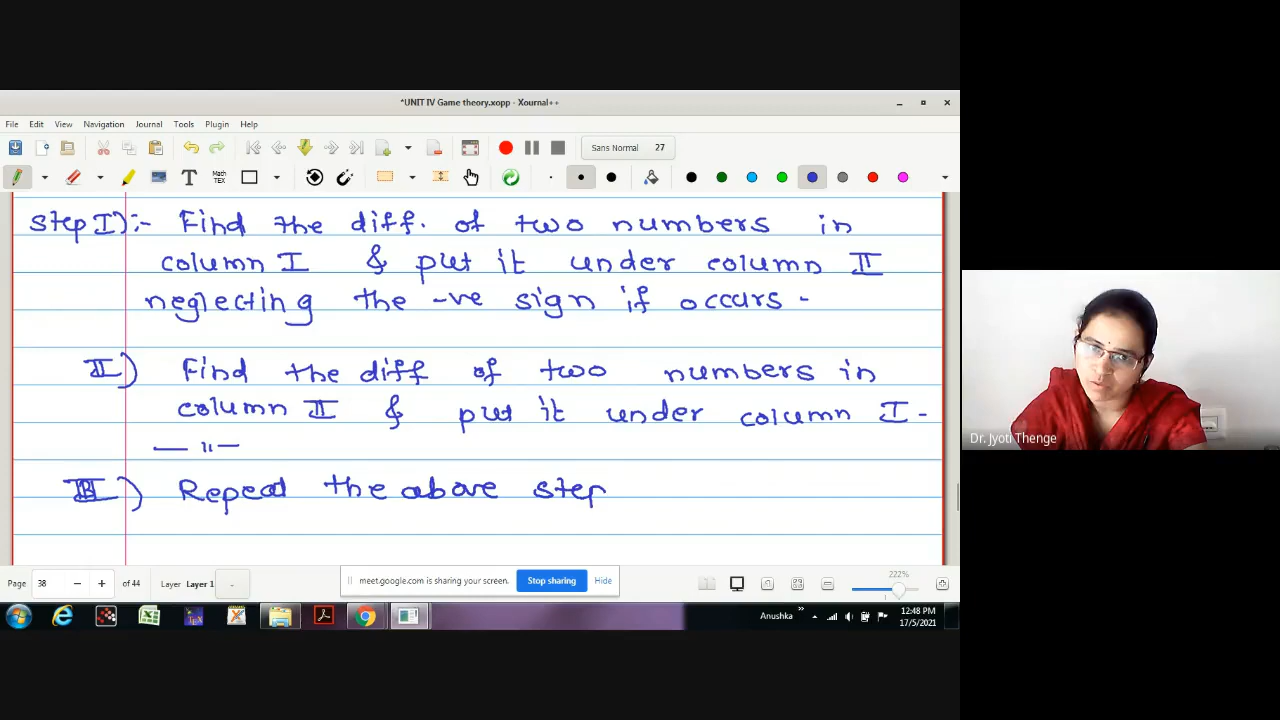 *UNIT IV Game theory.xopp - Xournal++
File Edit View Navigation Journal Tools Plugin Help
Sans Normal 27
Math
TEX
Step I):- Find the diff. of two numbers in
column I & put it under column II
neglecting the -ve sign if occurs -
II) Find the diff of two numbers in
column II & put it under column I -
— 11 —
III) Repeat the above step
Dr. Jyoti Thenge
meet.google.com is sharing your screen. Stop sharing Hide
Page 38 of 44 Layer Layer 1 222%
Anushka 12:48 PM
17/5/2021